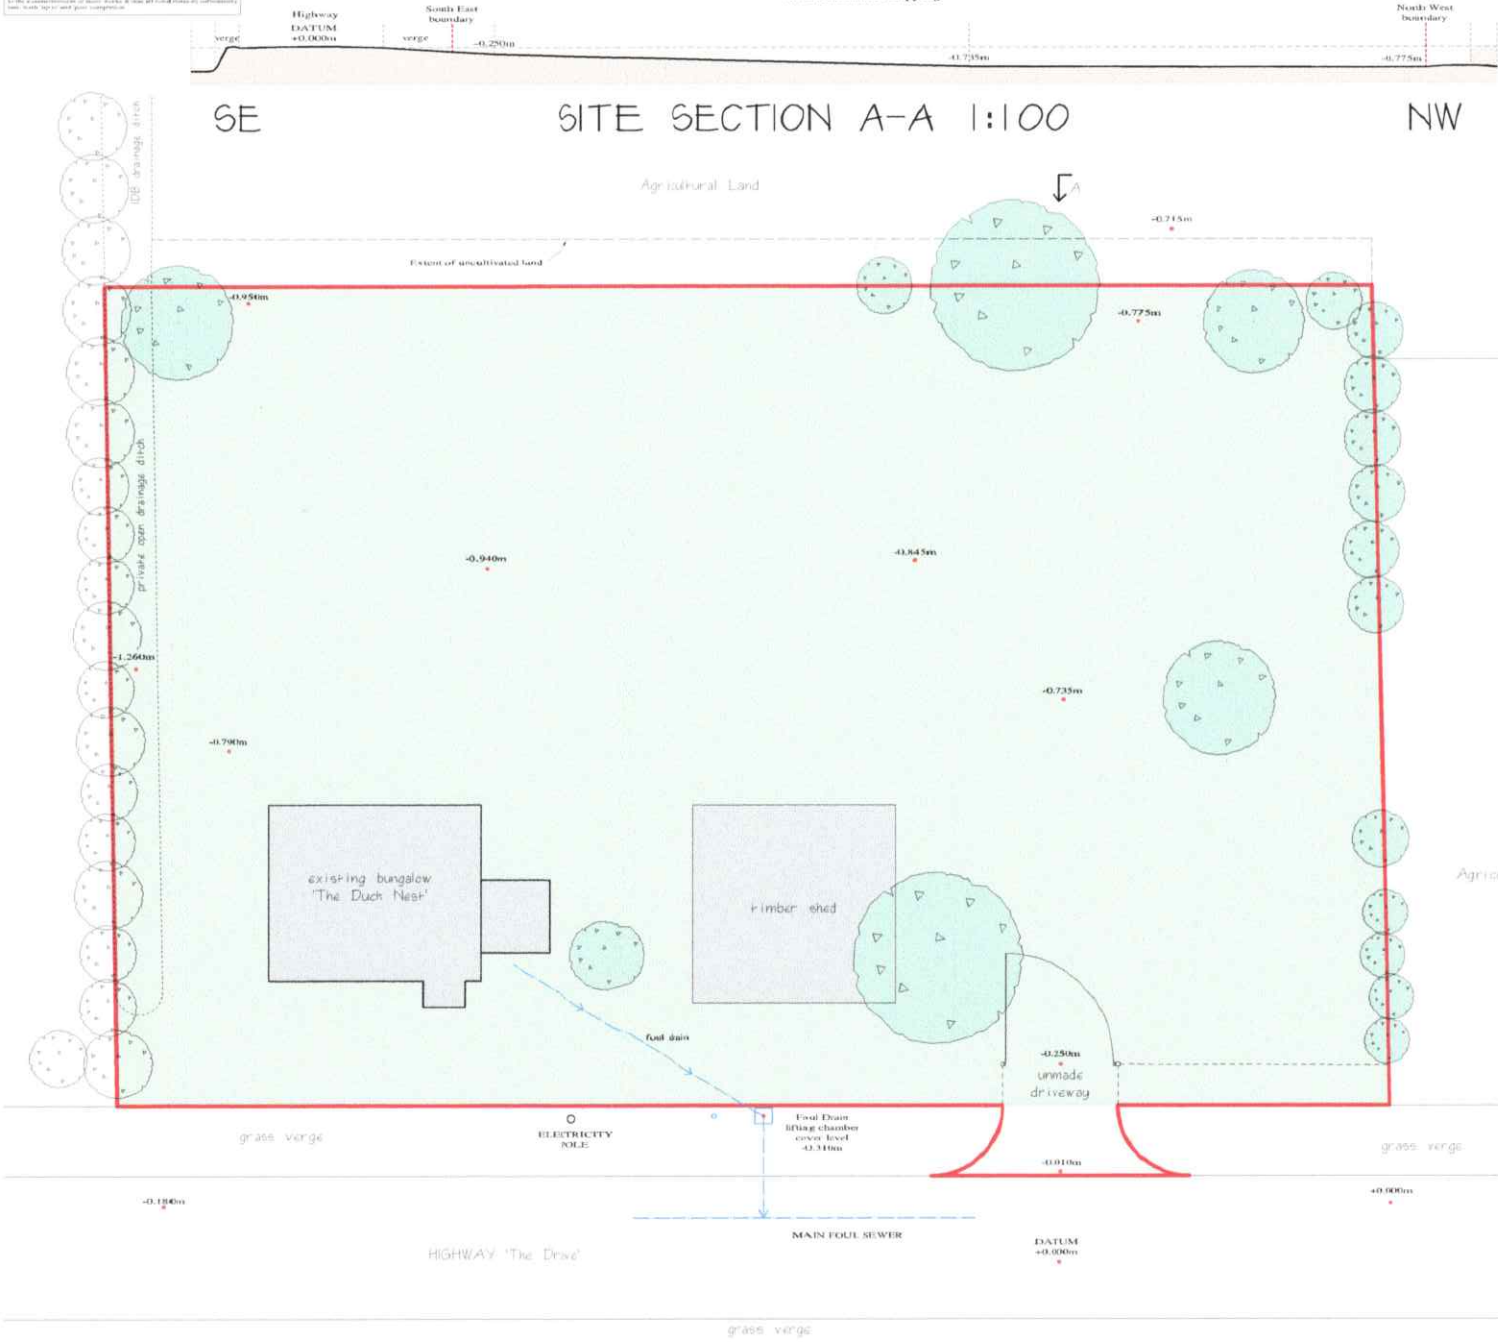 Highway
DATUM
+0.000m
verge
verge
South East
boundary
-0.250m
-0.735m
North West
boundary
-0.775m
SE
SITE SECTION A-A 1:100
NW
IDB drainage ditch
Agricultural Land
A
-0.715m
Extent of uncultivated land
-0.950m
-0.775m
private open drainage ditch
-0.940m
-0.845m
-1.260m
-0.735m
-0.790m
existing bungalow
'The Duck Nest'
timber shed
Agric
foul drain
-0.250m
unmade
driveway
grass verge
ELECTRICITY
POLE
Foul Drain
lifting chamber
cover level
-0.310m
-0.010m
grass verge
-0.180m
+0.000m
MAIN FOUL SEWER
DATUM
+0.000m
HIGHWAY 'The Drive'
grass verge